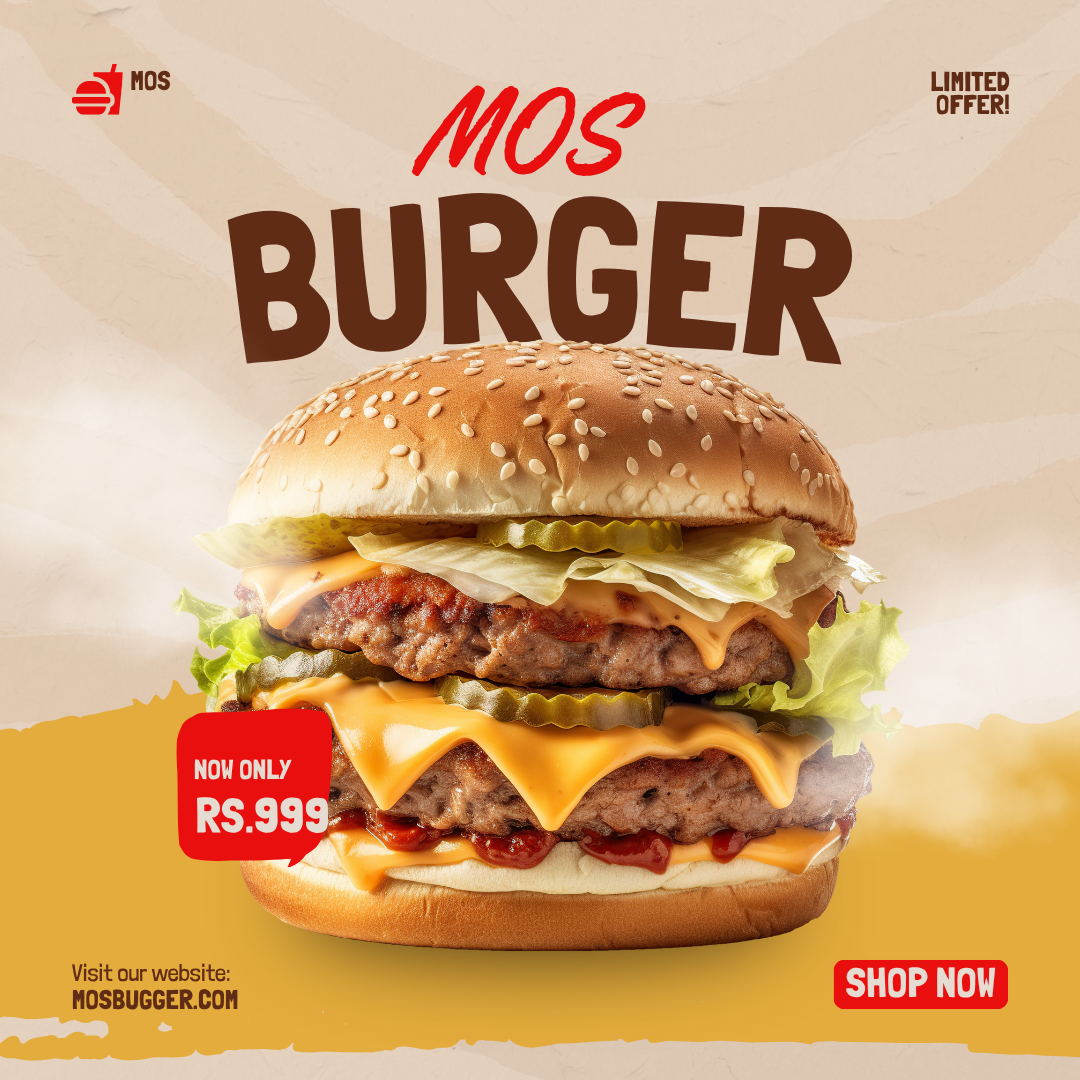 MOS
LIMITED
OFFER!
MOS
BURGER
NOW ONLY
RS.999
Visit our website:
MOSBUGGER.COM
SHOP NOW